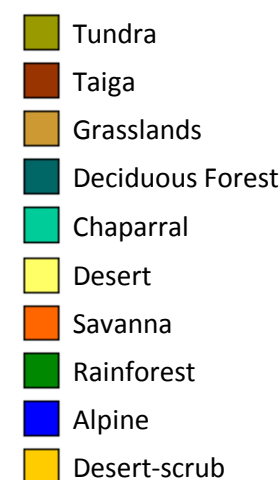 Tundra
Taiga
Grasslands
Deciduous Forest
Chaparral
Desert
Savanna
Rainforest
Alpine
Desert-scrub